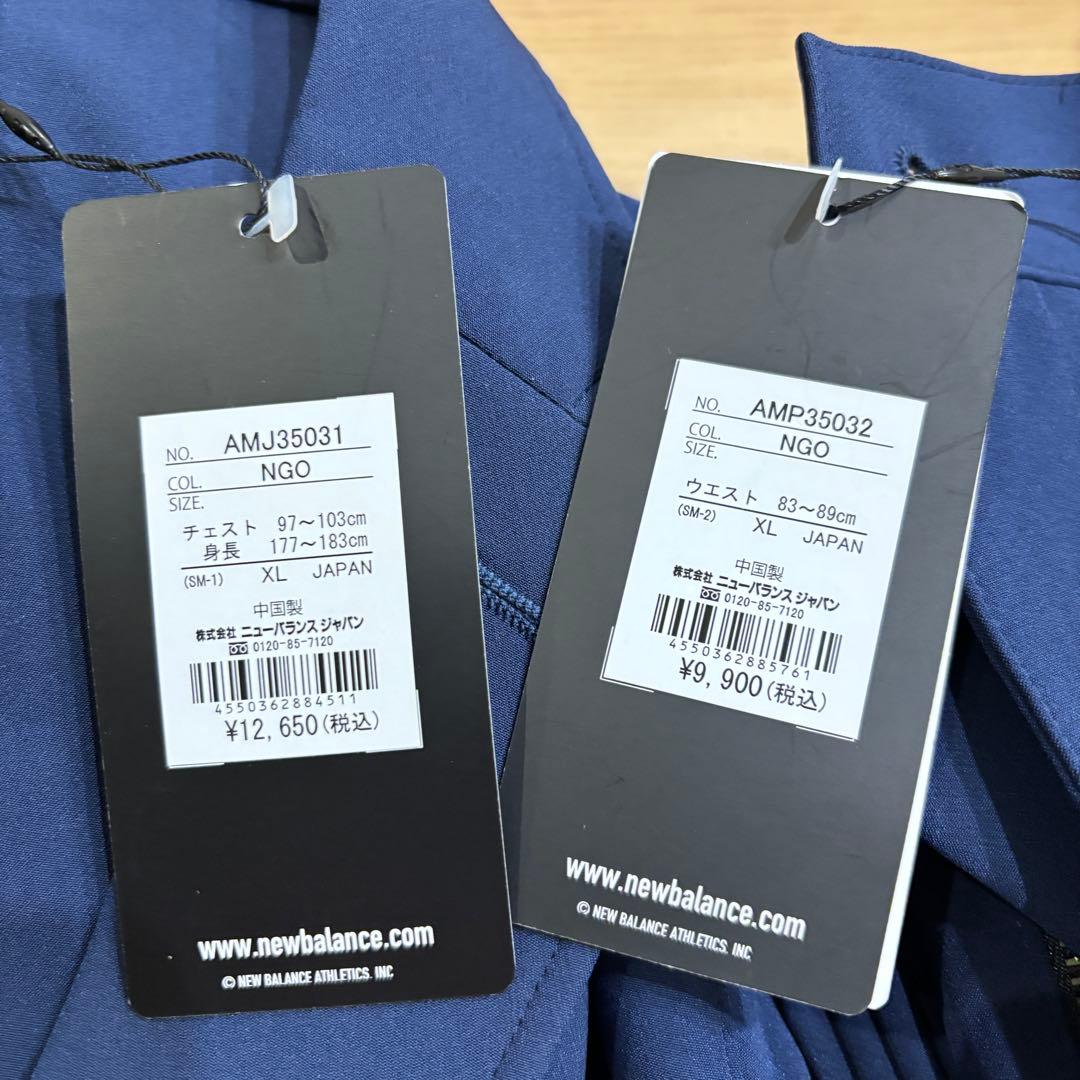 NO. AMJ35031
COL. NGO
SIZE.
チェスト 97～103cm
身長 177～183cm
(SM-1) XL JAPAN
中国製
株式会社 ニューバランス ジャパン
0120-85-7120
4550362884511
¥12,650(税込)
www.newbalance.com
© NEW BALANCE ATHLETICS. INC
NO. AMP35032
COL. NGO
SIZE.
ウエスト 83～89cm
(SM-2) XL JAPAN
中国製
株式会社 ニューバランス ジャパン
0120-85-7120
4550362885761
¥9,900(税込)
www.newbalance.com
© NEW BALANCE ATHLETICS. INC